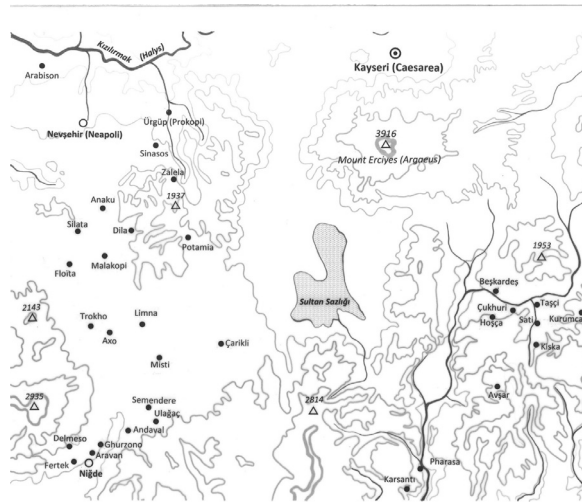 Kızılırmak (Halys)
Arabison
Kayseri (Caesarea)
Ürgüp (Prokopi)
Nevşehir (Neapoli)
3916
Sinasos
Mount Erciyes (Argaeus)
Zalela
1937
Anaku
Silata
Dila
Potamia
1953
Malakopi
Floïta
Beşkardeş
Sultan Sazlığı
Taşçi
2143
Çukhuri
Trokho
Limna
Hoşça
Sati
Kurumca
Axo
Çarikli
Kiska
Misti
Avşar
2935
2814
Semendere
Ulağaç
Andaval
Delmeso
Ghurzono
Aravan
Fertek
Niğde
Pharasa
Karsantı